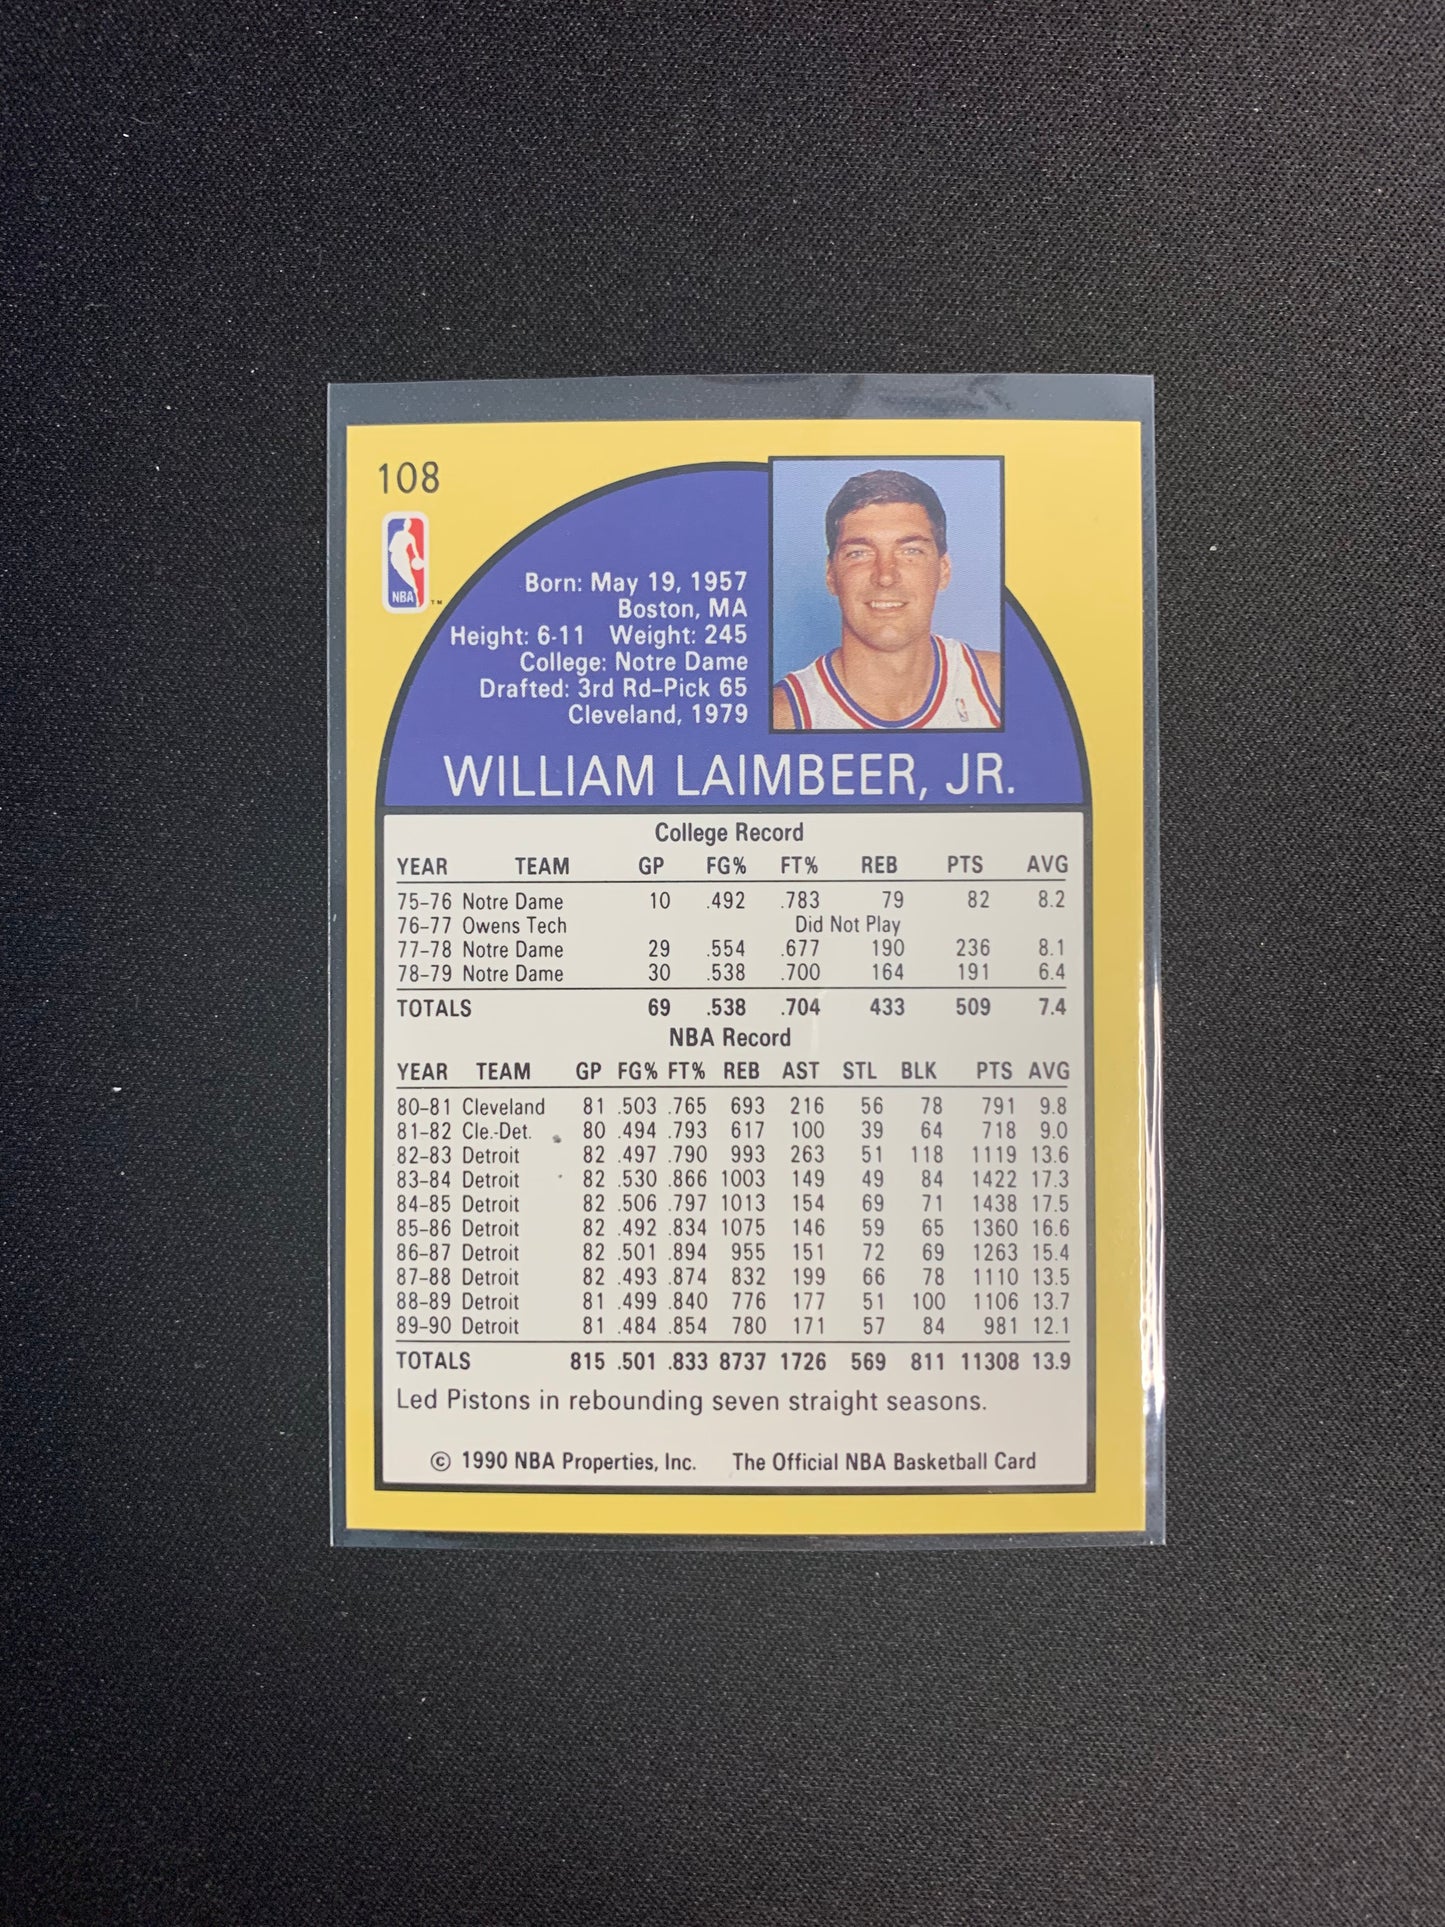 108
NBA
TM
Born: May 19, 1957
Boston, MA
Height: 6-11 Weight: 245
College: Notre Dame
Drafted: 3rd Rd–Pick 65
Cleveland, 1979
WILLIAM LAIMBEER, JR.
College Record
YEAR TEAM GP FG% FT% REB PTS AVG
75–76 Notre Dame 10 .492 .783 79 82 8.2
76–77 Owens Tech Did Not Play
77–78 Notre Dame 29 .554 .677 190 236 8.1
78–79 Notre Dame 30 .538 .700 164 191 6.4
TOTALS 69 .538 .704 433 509 7.4
NBA Record
YEAR TEAM GP FG% FT% REB AST STL BLK PTS AVG
80–81 Cleveland 81 .503 .765 693 216 56 78 791 9.8
81–82 Cle.-Det. 80 .494 .793 617 100 39 64 718 9.0
82–83 Detroit 82 .497 .790 993 263 51 118 1119 13.6
83–84 Detroit 82 .530 .866 1003 149 49 84 1422 17.3
84–85 Detroit 82 .506 .797 1013 154 69 71 1438 17.5
85–86 Detroit 82 .492 .834 1075 146 59 65 1360 16.6
86–87 Detroit 82 .501 .894 955 151 72 69 1263 15.4
87–88 Detroit 82 .493 .874 832 199 66 78 1110 13.5
88–89 Detroit 81 .499 .840 776 177 51 100 1106 13.7
89–90 Detroit 81 .484 .854 780 171 57 84 981 12.1
TOTALS 815 .501 .833 8737 1726 569 811 11308 13.9
Led Pistons in rebounding seven straight seasons.
© 1990 NBA Properties, Inc. The Official NBA Basketball Card